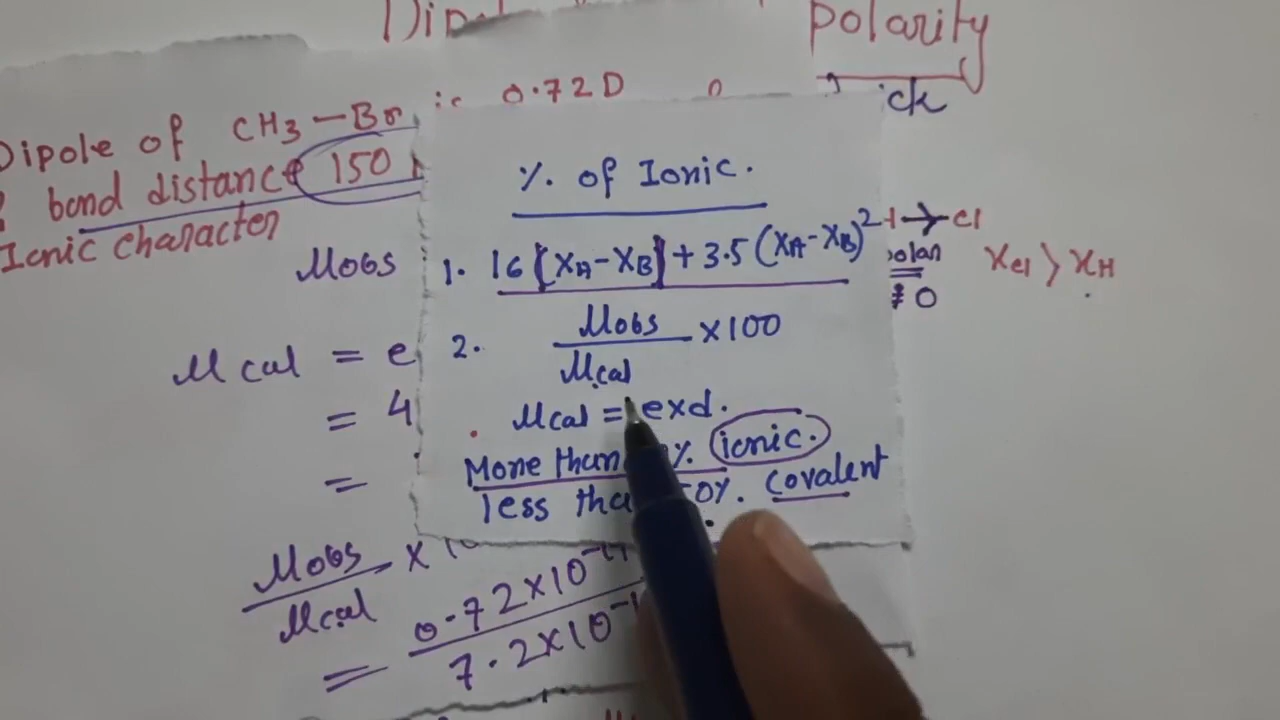 polarity
ick
Dipole of CH3-Br is 0.72D
bond distance 150
Ionic character
Mobs
Mcal = e
= 4
=
Mobs ×
Mcal
= 0.72×10
7.2×10
% of Ionic.
1. 16(XA-XB)+3.5(XA-XB)²
2. Mobs ×100
Mcal
Mcal = exd.
More than %. ionic.
less 50%. covalent
→ Cl
XCl > XH
≠ 0